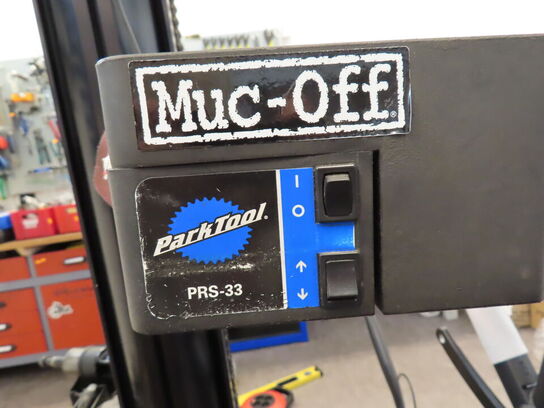 Muc-Off
ParkTool®
PRS-33
I
O
↑
↓